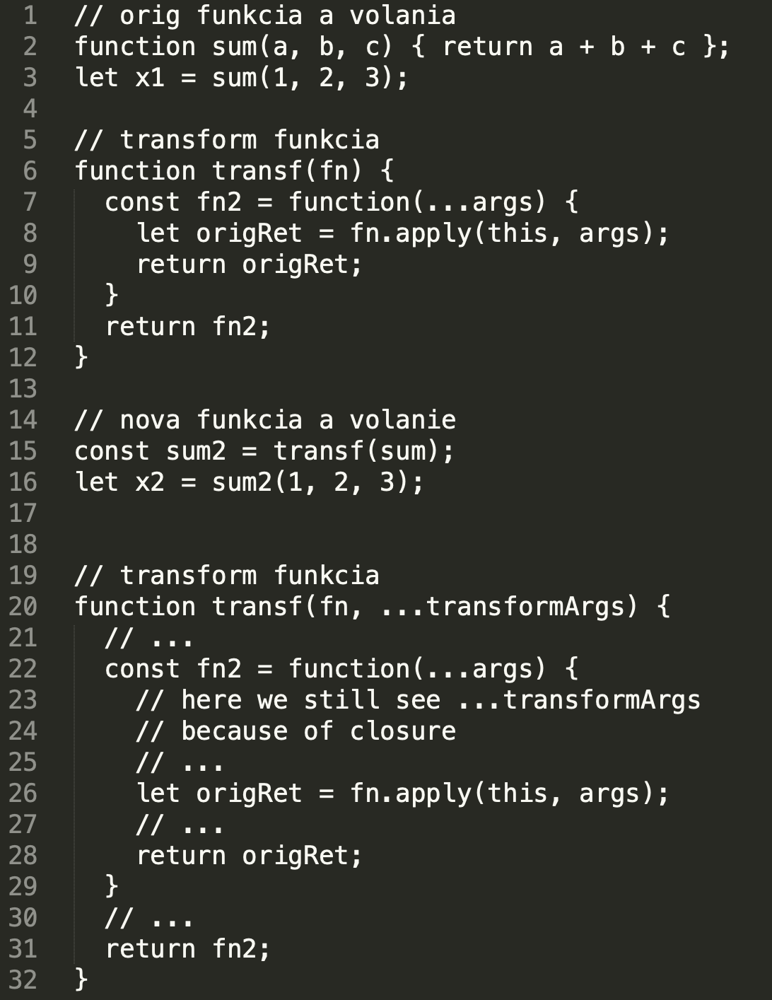 1 // orig funkcia a volania
2 function sum(a, b, c) { return a + b + c };
3 let x1 = sum(1, 2, 3);
4
5 // transform funkcia
6 function transf(fn) {
7   const fn2 = function(...args) {
8     let origRet = fn.apply(this, args);
9     return origRet;
10   }
11   return fn2;
12 }
13
14 // nova funkcia a volanie
15 const sum2 = transf(sum);
16 let x2 = sum2(1, 2, 3);
17
18
19 // transform funkcia
20 function transf(fn, ...transformArgs) {
21   // ...
22   const fn2 = function(...args) {
23     // here we still see ...transformArgs
24     // because of closure
25     // ...
26     let origRet = fn.apply(this, args);
27     // ...
28     return origRet;
29   }
30   // ...
31   return fn2;
32 }